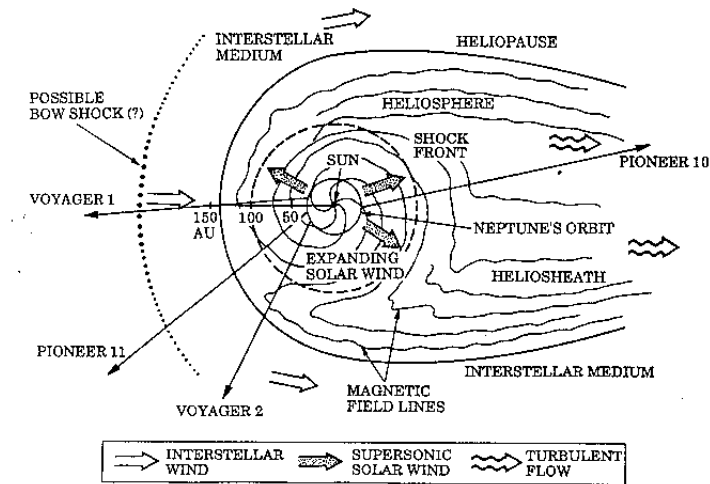 INTERSTELLAR
MEDIUM
HELIOPAUSE
POSSIBLE
BOW SHOCK (?)
HELIOSPHERE
SHOCK
FRONT
SUN
PIONEER 10
VOYAGER 1
150 100 50
AU
NEPTUNE'S ORBIT
EXPANDING
SOLAR WIND
HELIOSHEATH
PIONEER 11
VOYAGER 2
MAGNETIC
FIELD LINES
INTERSTELLAR MEDIUM
INTERSTELLAR
WIND
SUPERSONIC
SOLAR WIND
TURBULENT
FLOW